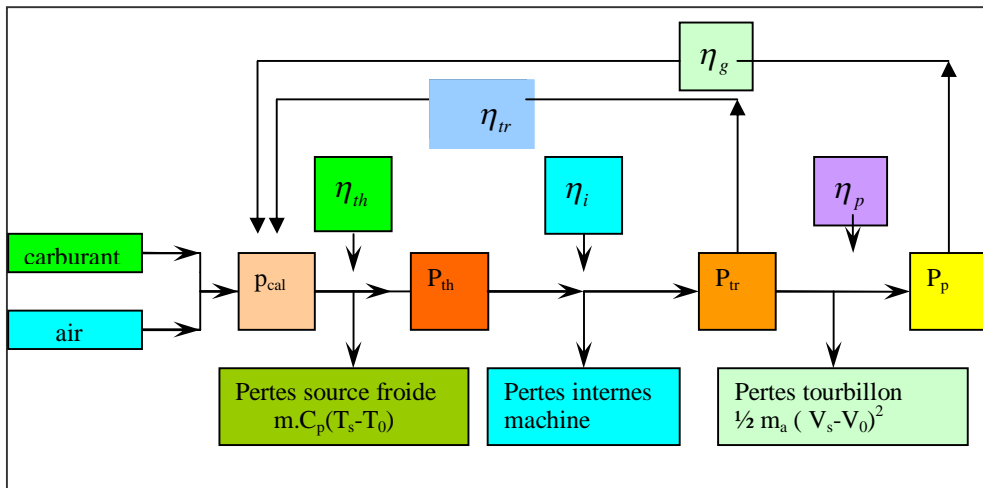 η_g
η_tr
η_th
η_i
η_p
carburant
air
p_cal
P_th
P_tr
P_p
Pertes source froide
m.C_p(T_s-T_0)
Pertes internes
machine
Pertes tourbillon
½ m_a ( V_s-V_0)²